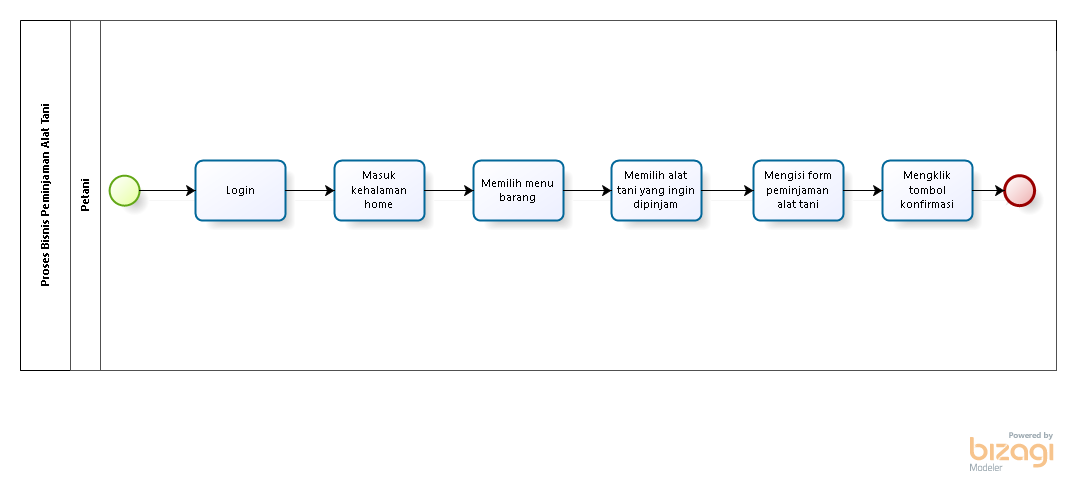 Proses Bisnis Peminjaman Alat Tani
Petani
Login
Masuk
kehalaman
home
Memilih menu
barang
Memilih alat
tani yang ingin
dipinjam
Mengisi form
peminjaman
alat tani
Mengklik
tombol
konfirmasi
Powered by
bizagi
Modeler